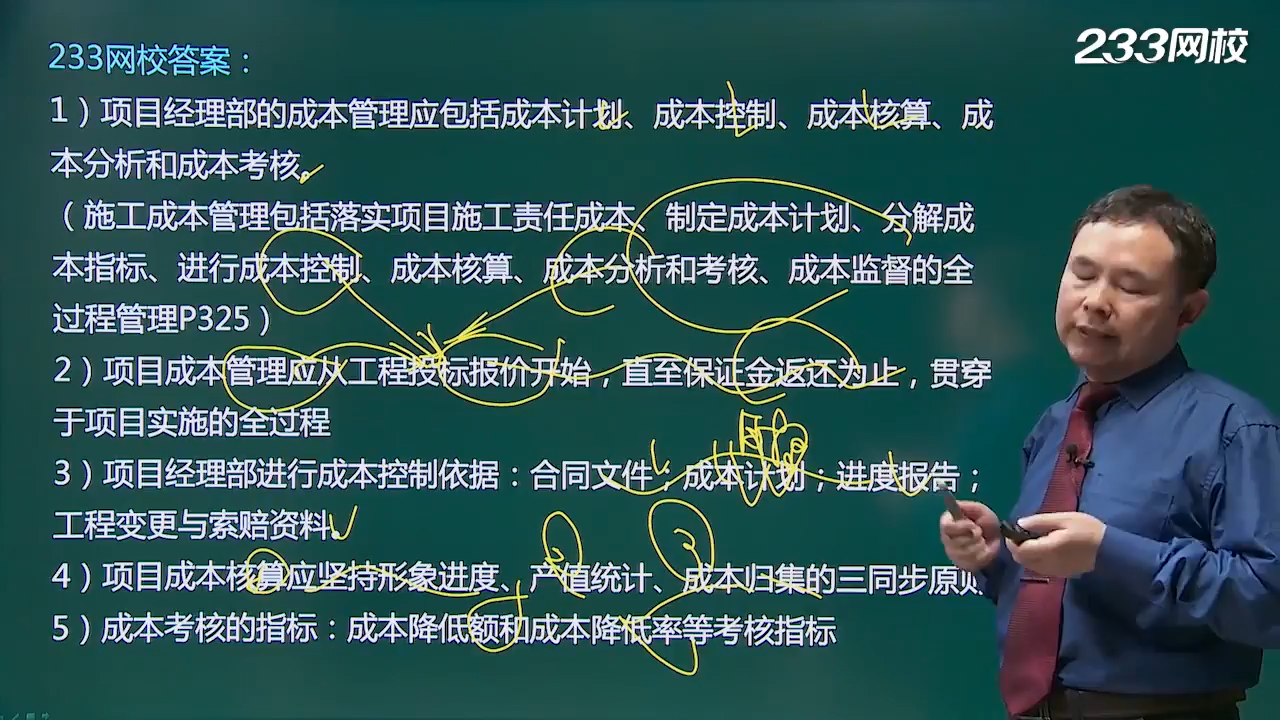 233网校
233网校答案：
1）项目经理部的成本管理应包括成本计划、成本控制、成本核算、成
本分析和成本考核。
（施工成本管理包括落实项目施工责任成本、制定成本计划、分解成
本指标、进行成本控制、成本核算、成本分析和考核、成本监督的全
过程管理P325）
2）项目成本管理应从工程投标报价开始，直至保证金返还为止，贯穿
于项目实施的全过程
3）项目经理部进行成本控制依据：合同文件；成本计划；进度报告；
工程变更与索赔资料。
4）项目成本核算应坚持形象进度、产值统计、成本归集的三同步原则
5）成本考核的指标：成本降低额和成本降低率等考核指标